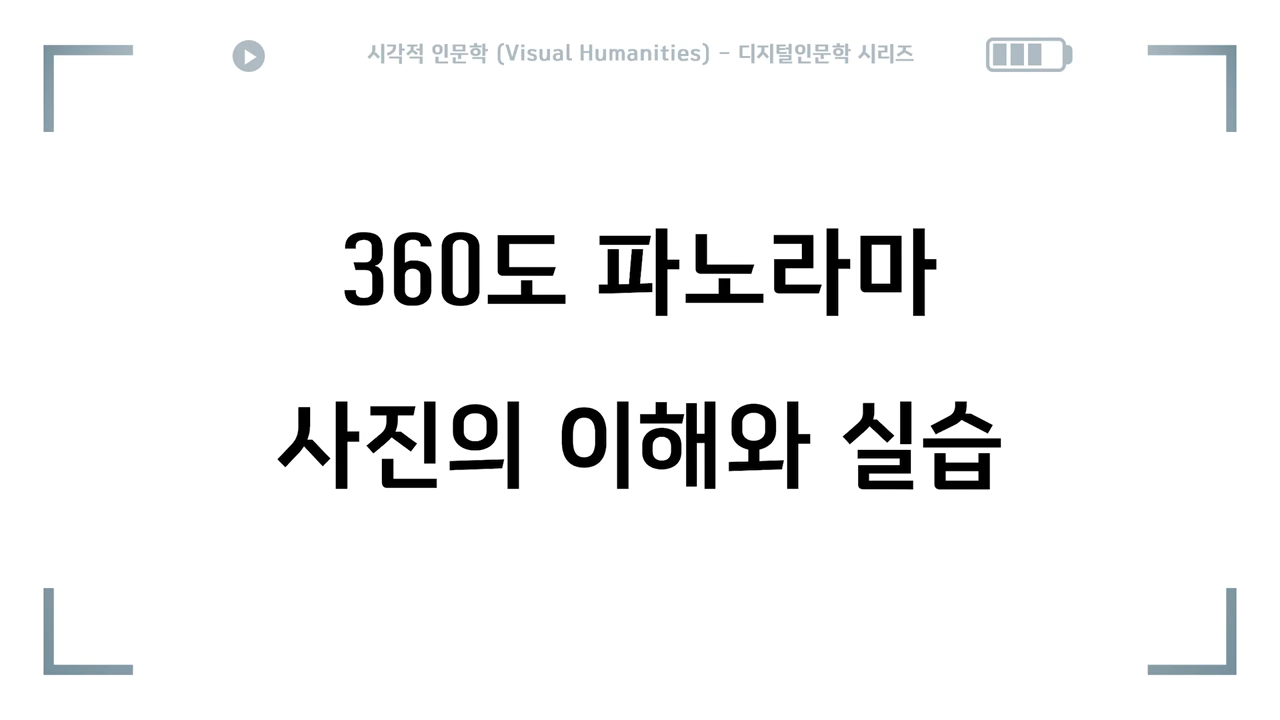 시각적 인문학 (Visual Humanities) - 디지털인문학 시리즈
360도 파노라마
사진의 이해와 실습